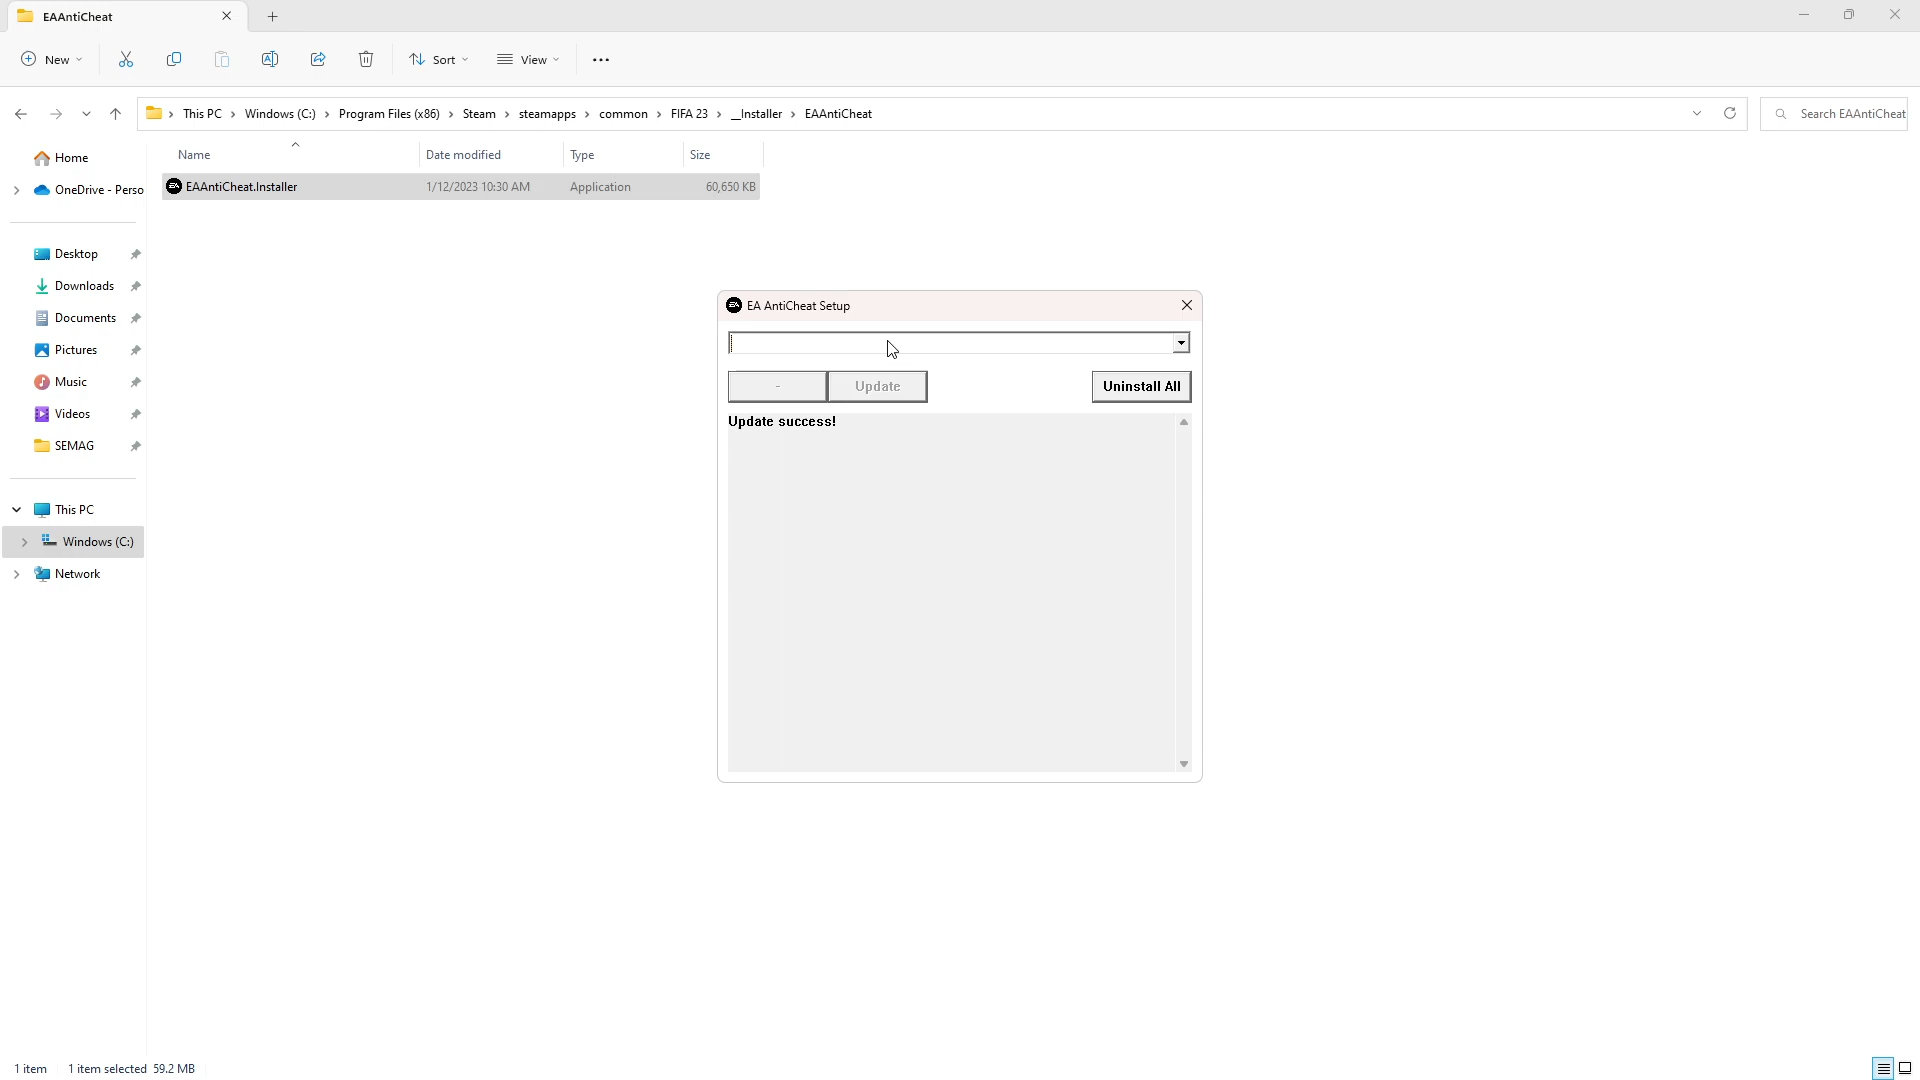 EAAntiCheat
New
Sort
View
This PC > Windows (C:) > Program Files (x86) > Steam > steamapps > common > FIFA 23 > __Installer > EAAntiCheat
Search EAAntiCheat
Name
Date modified
Type
Size
EAAntiCheat.Installer
1/12/2023 10:30 AM
Application
60,650 KB
Home
OneDrive - Perso
Desktop
Downloads
Documents
Pictures
Music
Videos
SEMAG
This PC
Windows (C:)
Network
EA AntiCheat Setup
-
Update
Uninstall All
Update success!
1 item
1 item selected 59.2 MB